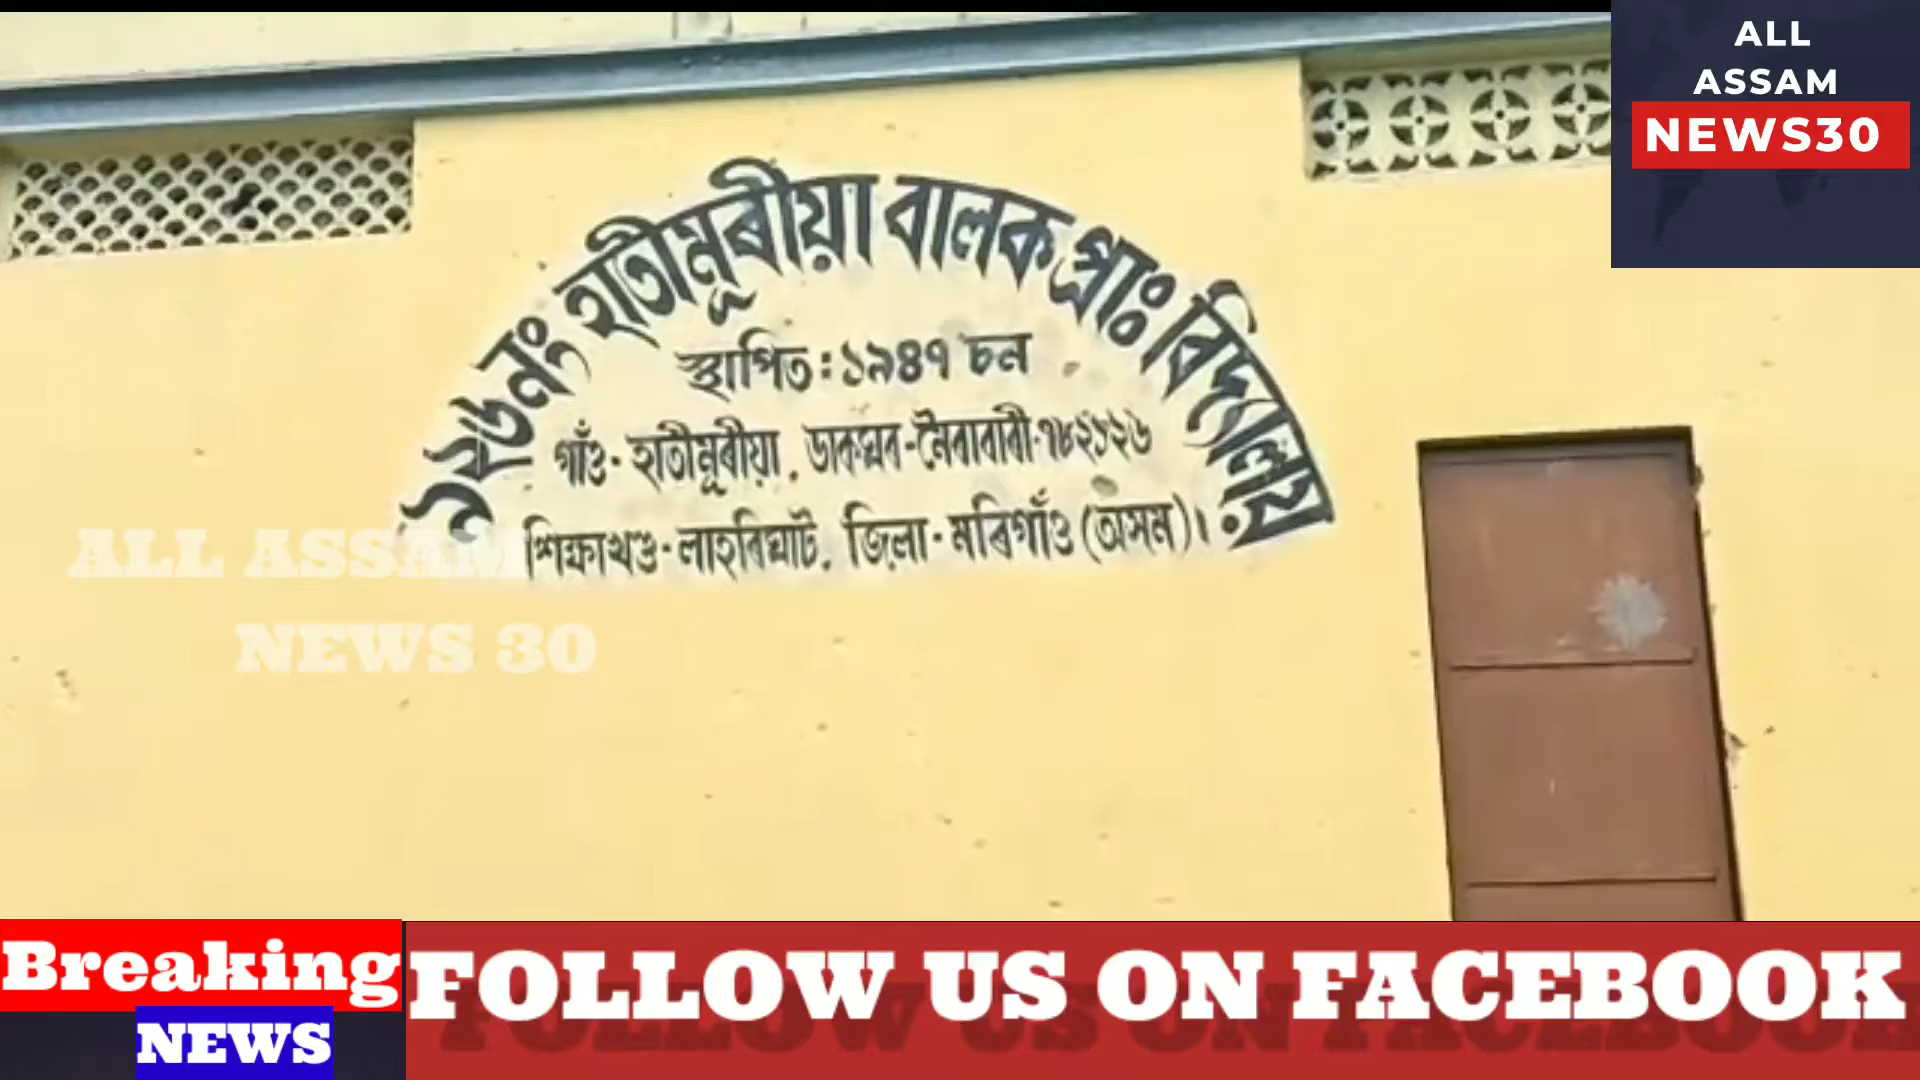 ALL
ASSAM
NEWS30
১২৬নং হাতীমূৰীয়া বালক প্ৰাঃ বিদ্যালয়
স্থাপিত : ১৯৪৭ চন
গাঁও - হাতীমূৰীয়া , ডাকঘৰ - মৈৰাবাৰী-৭৮২১২৬
শিক্ষাখণ্ড - লাহৰিঘাট, জিলা - মৰিগাঁও (অসম)।
ALL ASSAM
NEWS 30
Breaking
NEWS
FOLLOW US ON FACEBOOK